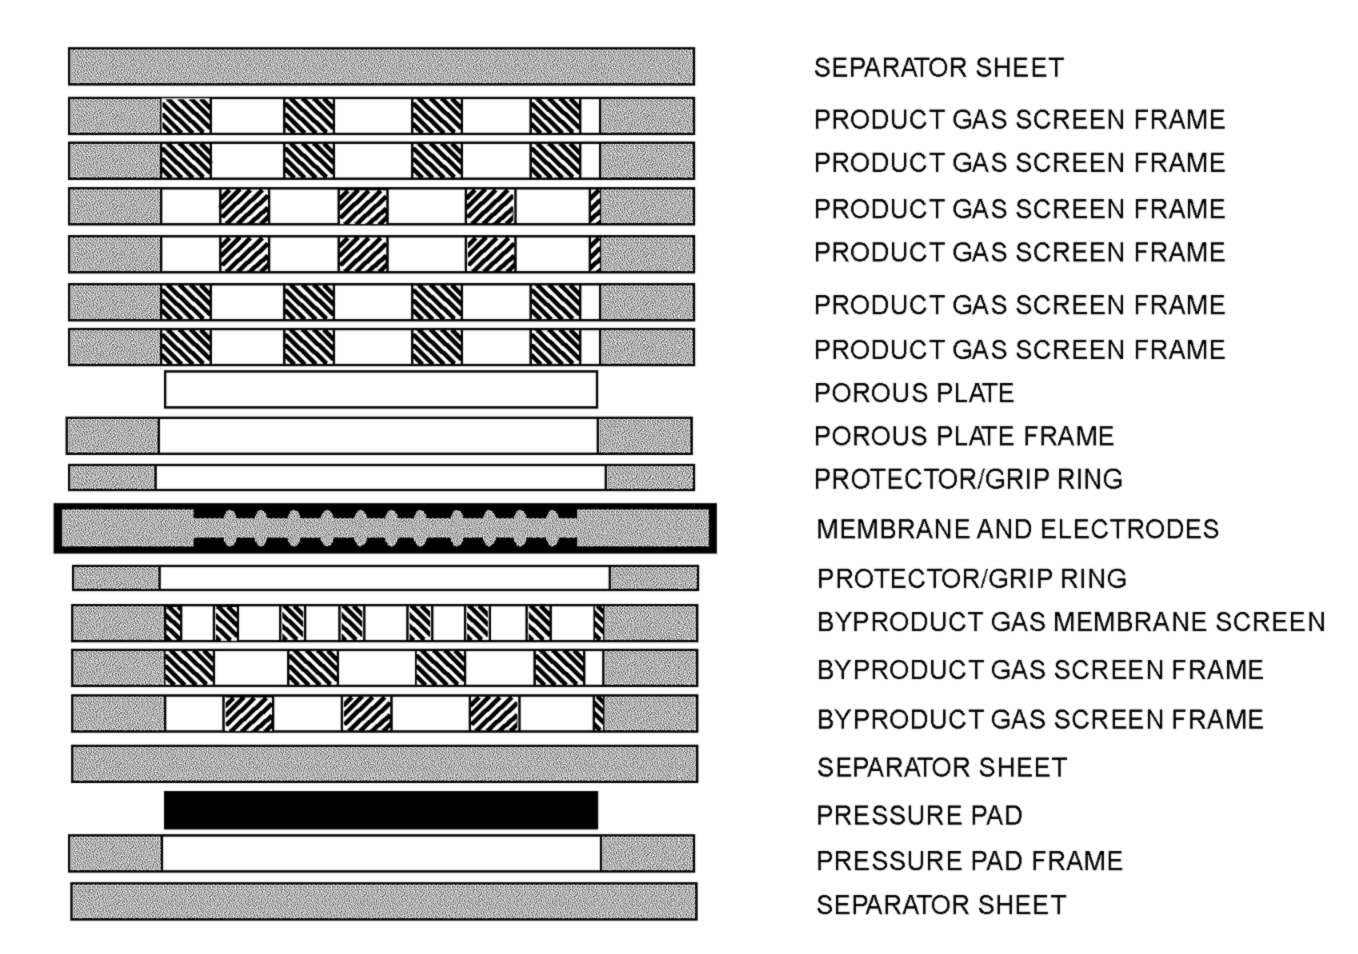 SEPARATOR SHEET
PRODUCT GAS SCREEN FRAME
PRODUCT GAS SCREEN FRAME
PRODUCT GAS SCREEN FRAME
PRODUCT GAS SCREEN FRAME
PRODUCT GAS SCREEN FRAME
PRODUCT GAS SCREEN FRAME
POROUS PLATE
POROUS PLATE FRAME
PROTECTOR/GRIP RING
MEMBRANE AND ELECTRODES
PROTECTOR/GRIP RING
BYPRODUCT GAS MEMBRANE SCREEN
BYPRODUCT GAS SCREEN FRAME
BYPRODUCT GAS SCREEN FRAME
SEPARATOR SHEET
PRESSURE PAD
PRESSURE PAD FRAME
SEPARATOR SHEET